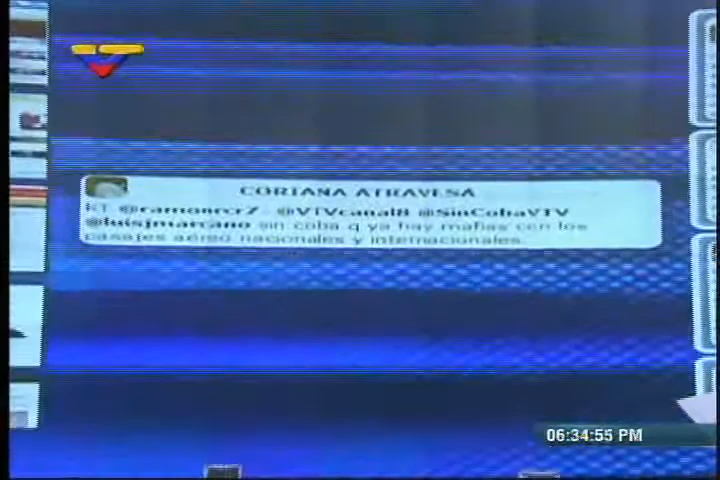 CORIANA ATRAVESA
RT @ramonrcr7 @VTVcanal8 @SinCobaVTV
@luisjmarcano sin coba q ya hay mafias con los
pasajes aéreo nacionales y internacionales.
06:34:55 PM